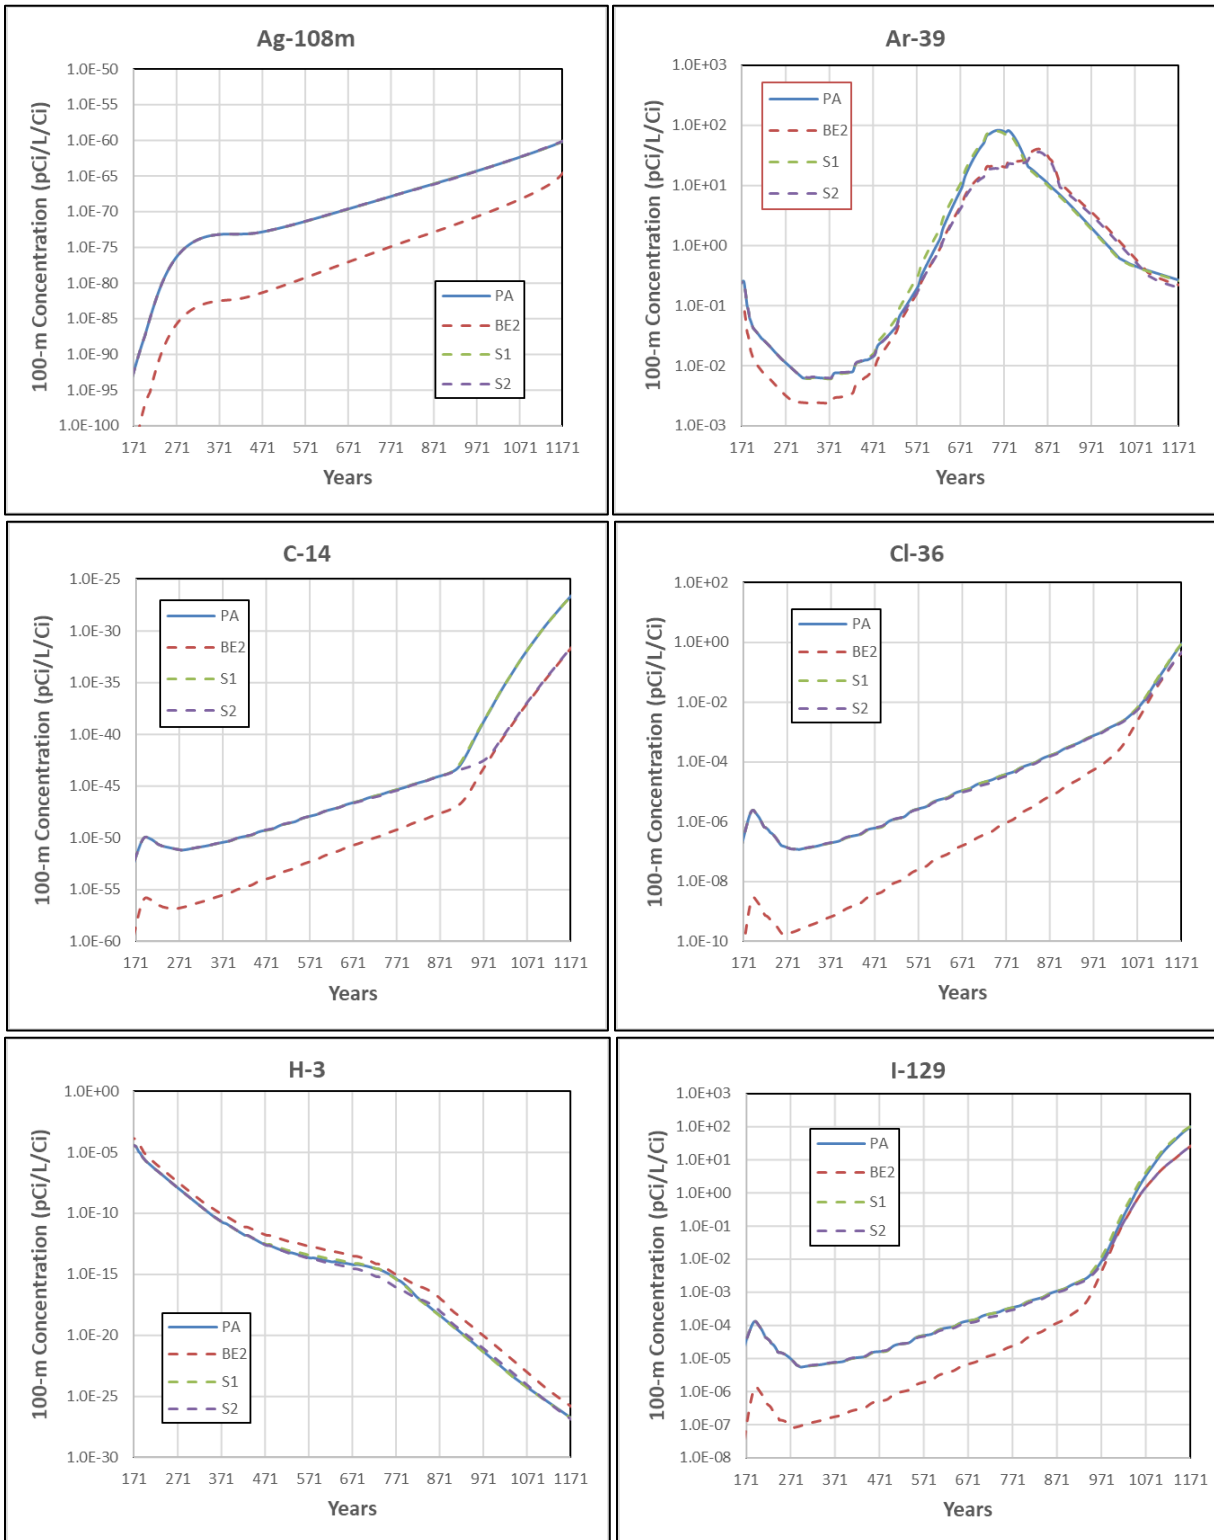 Ag-108m
100-m Concentration (pCi/L/Ci)
1.0E-50
1.0E-55
1.0E-60
1.0E-65
1.0E-70
1.0E-75
1.0E-80
1.0E-85
1.0E-90
1.0E-95
1.0E-100
PA
BE2
S1
S2
171 271 371 471 571 671 771 871 971 1071 1171
Years
Ar-39
100-m Concentration (pCi/L/Ci)
1.0E+03
1.0E+02
1.0E+01
1.0E+00
1.0E-01
1.0E-02
1.0E-03
PA
BE2
S1
S2
171 271 371 471 571 671 771 871 971 1071 1171
Years
C-14
100-m Concentration (pCi/L/Ci)
1.0E-25
1.0E-30
1.0E-35
1.0E-40
1.0E-45
1.0E-50
1.0E-55
1.0E-60
PA
BE2
S1
S2
171 271 371 471 571 671 771 871 971 1071 1171
Years
Cl-36
100-m Concentration (pCi/L/Ci)
1.0E+02
1.0E+00
1.0E-02
1.0E-04
1.0E-06
1.0E-08
1.0E-10
PA
BE2
S1
S2
171 271 371 471 571 671 771 871 971 1071 1171
Years
H-3
100-m Concentration (pCi/L/Ci)
1.0E+00
1.0E-05
1.0E-10
1.0E-15
1.0E-20
1.0E-25
1.0E-30
PA
BE2
S1
S2
171 271 371 471 571 671 771 871 971 1071 1171
Years
I-129
100-m Concentration (pCi/L/Ci)
1.0E+03
1.0E+02
1.0E+01
1.0E+00
1.0E-01
1.0E-02
1.0E-03
1.0E-04
1.0E-05
1.0E-06
1.0E-07
1.0E-08
PA
BE2
S1
S2
171 271 371 471 571 671 771 871 971 1071 1171
Years